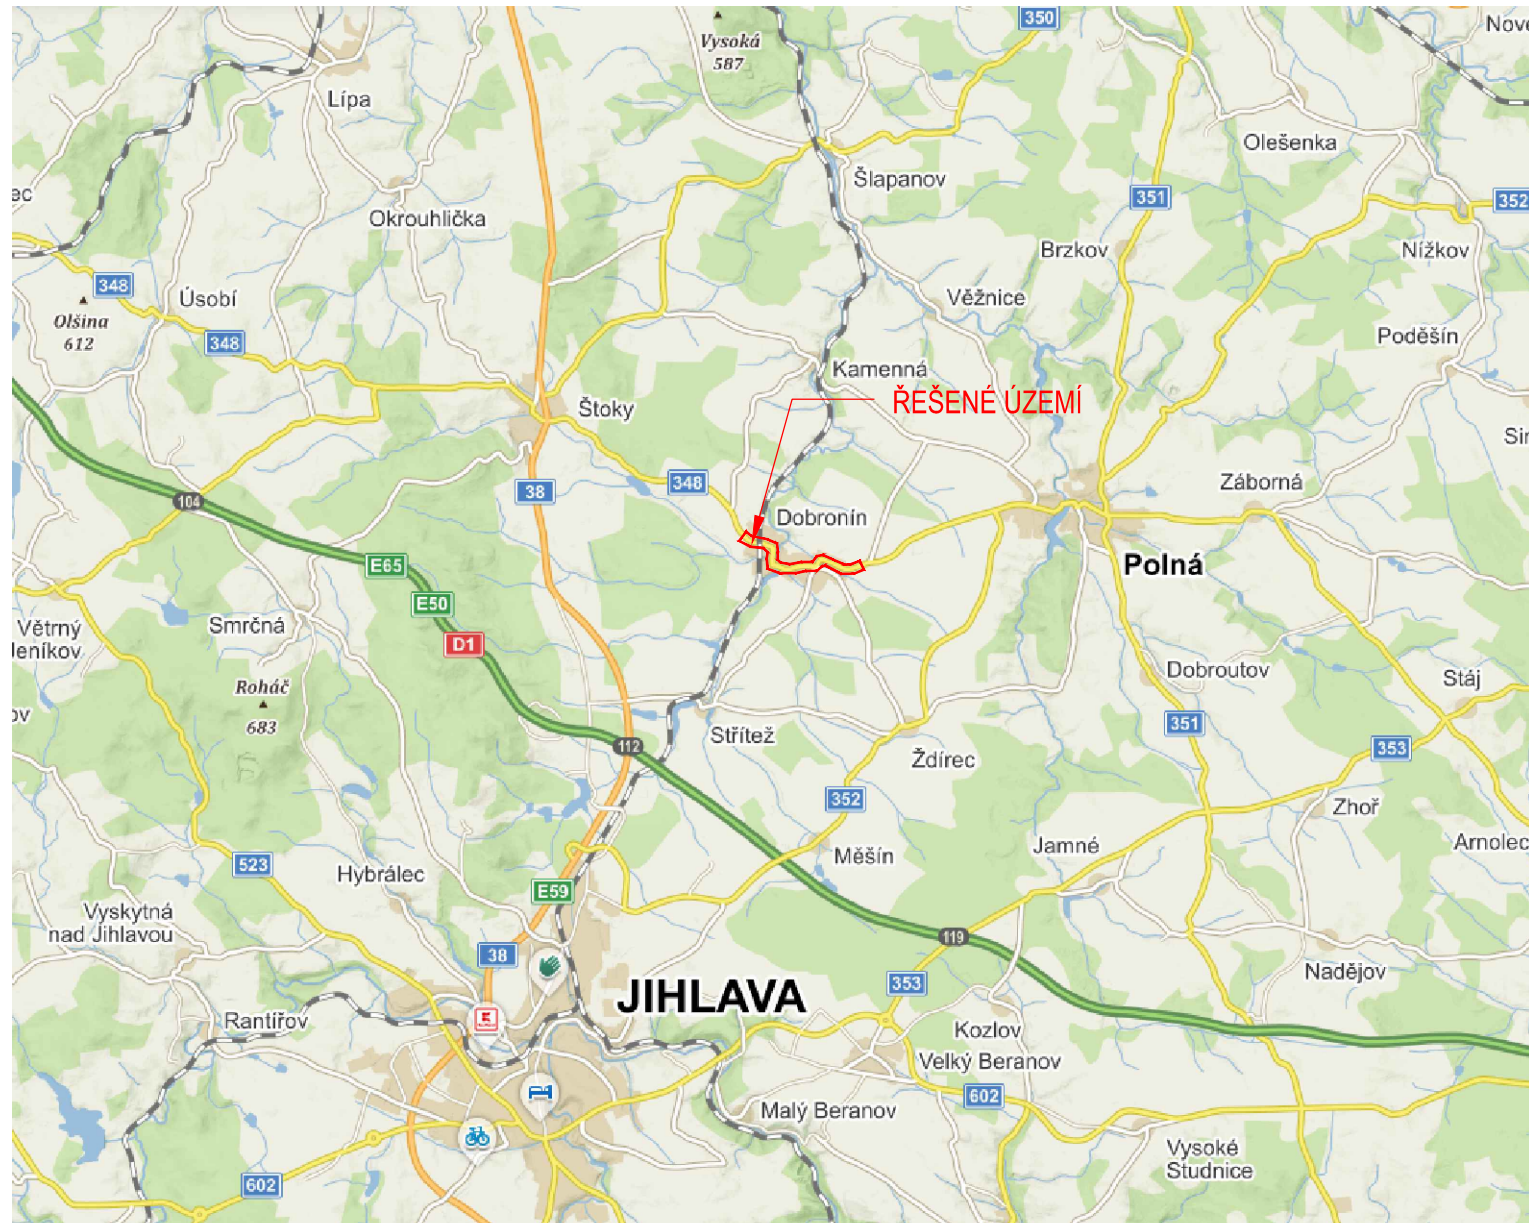 350
Nové
Vysoká
587
Lípa
Olešenka
Šlapanov
ec
351
352
Okrouhlička
Brzkov
Nížkov
348
Úsobí
Věžnice
Olšina
612
348
Poděšín
Kamenná
ŘEŠENÉ ÚZEMÍ
Štoky
Sir
348
Záborná
38
104
Dobronín
E65
Polná
E50
Větrný
Jeníkov
Smrčná
D1
Dobroutov
Stáj
Roháč
683
ov
351
Střítež
112
353
Ždírec
352
Zhoř
Arnolec
Jamné
Měšín
523
Hybrálec
E59
Vyskytná
nad Jihlavou
119
38
Nadějov
353
JIHLAVA
Rantířov
Kozlov
Velký Beranov
602
Malý Beranov
Vysoké
Studnice
602